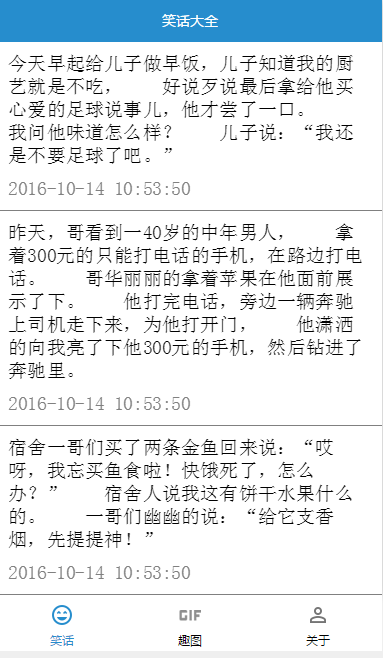 笑话大全
今天早起给儿子做早饭，儿子知道我的厨
艺就是不吃，　　好说歹说最后拿给他买
心爱的足球说事儿，他才尝了一口。
我问他味道怎么样？　　儿子说：“我还
是不要足球了吧。”
2016-10-14 10:53:50
昨天，哥看到一40岁的中年男人，　　拿
着300元的只能打电话的手机，在路边打电
话。　　哥华丽丽的拿着苹果在他面前展
示了下。　　他打完电话，旁边一辆奔驰
上司机走下来，为他打开门，　　他潇洒
的向我亮了下他300元的手机，然后钻进了
奔驰里。
2016-10-14 10:53:50
宿舍一哥们买了两条金鱼回来说：“哎
呀，我忘买鱼食啦！快饿死了，怎么
办？”　　宿舍人说我这有饼干水果什么
的。　　一哥们幽幽的说：“给它支香
烟，先提提神！”
2016-10-14 10:53:50
GIF
笑话 趣图 关于